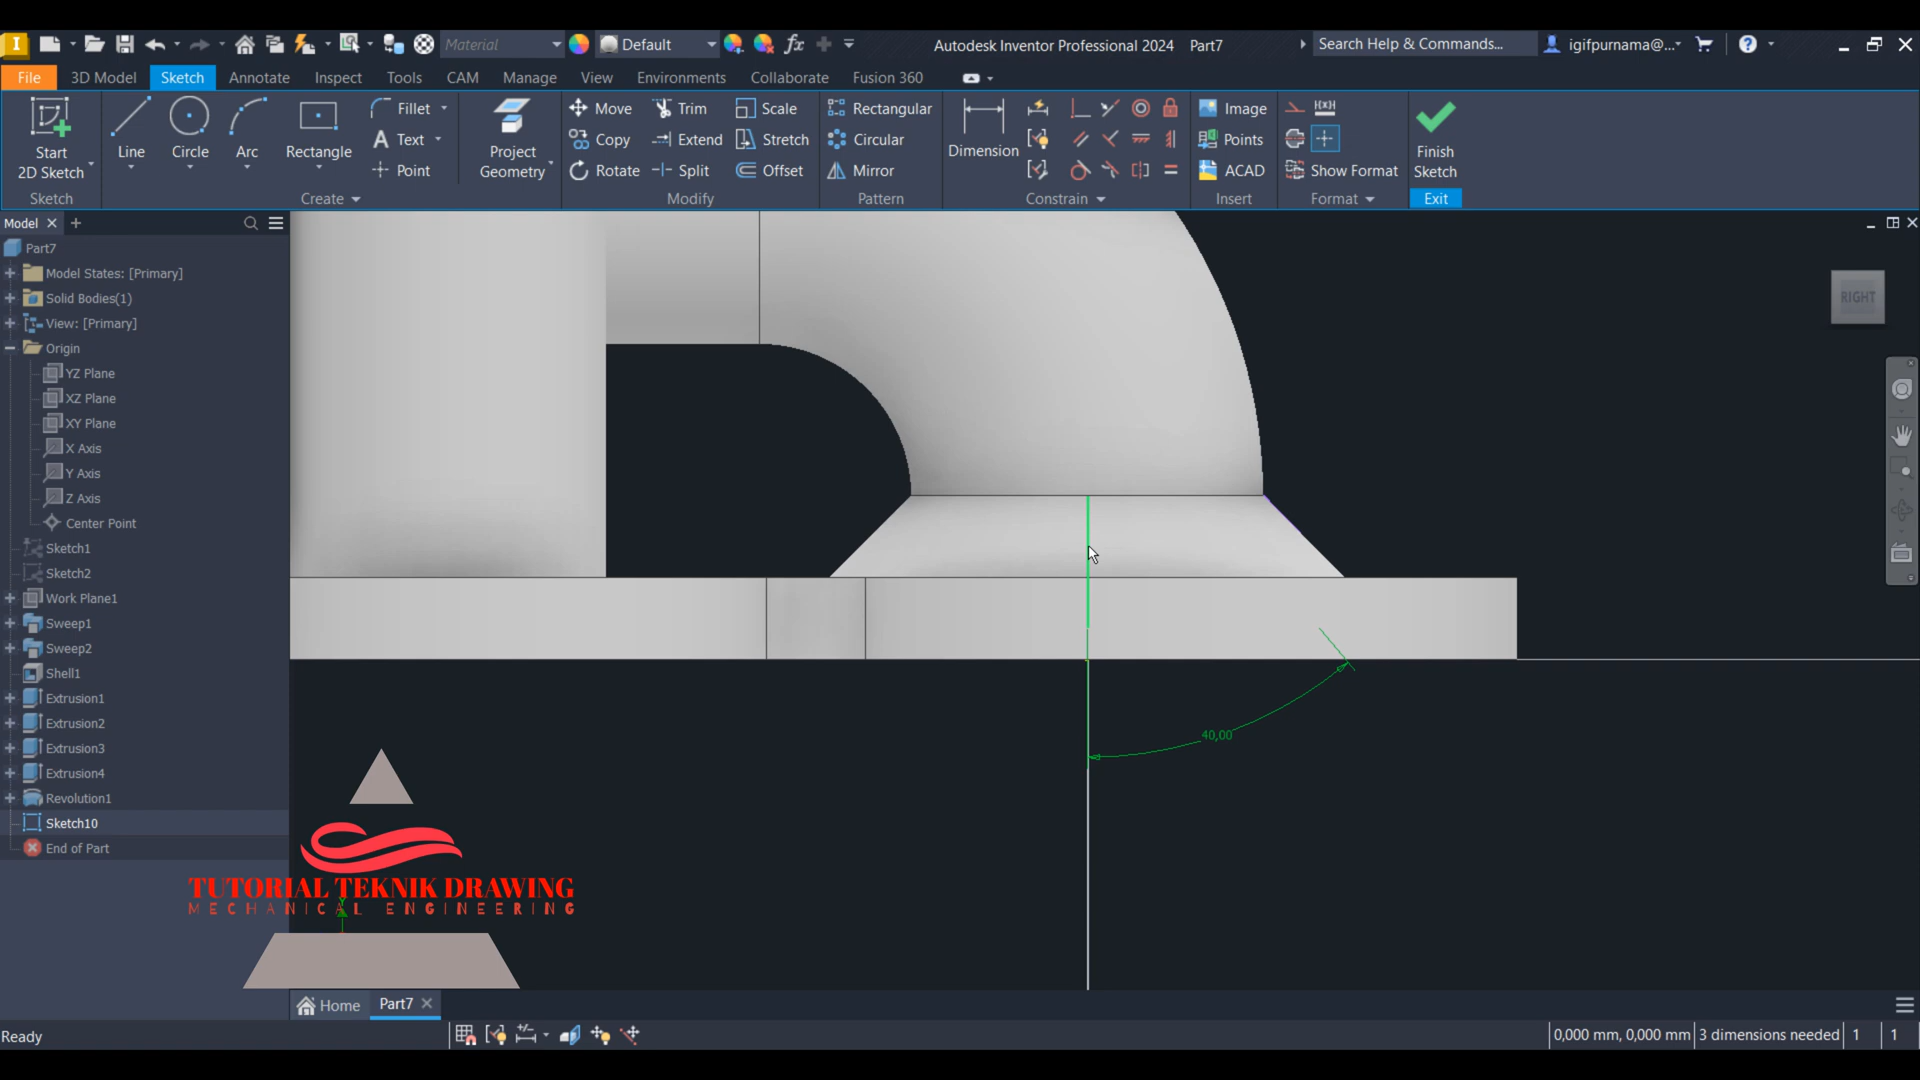 Material
Default
fx
Autodesk Inventor Professional 2024 Part7
Search Help & Commands...
igifpurnama@...
File
3D Model
Sketch
Annotate
Inspect
Tools
CAM
Manage
View
Environments
Collaborate
Fusion 360
Start
2D Sketch
Line
Circle
Arc
Rectangle
Fillet
Text
Point
Project
Geometry
Move
Copy
Rotate
Trim
Extend
Split
Scale
Stretch
Offset
Rectangular
Circular
Mirror
Dimension
Image
Points
ACAD
Show Format
Finish
Sketch
Sketch
Create
Modify
Pattern
Constrain
Insert
Format
Exit
Model
Part7
Model States: [Primary]
Solid Bodies(1)
View: [Primary]
Origin
YZ Plane
XZ Plane
XY Plane
X Axis
Y Axis
Z Axis
Center Point
Sketch1
Sketch2
Work Plane1
Sweep1
Sweep2
Shell1
Extrusion1
Extrusion2
Extrusion3
Extrusion4
Revolution1
Sketch10
End of Part
RIGHT
40,00
TUTORIAL TEKNIK DRAWING
MECHANICAL ENGINEERING
Home
Part7
Ready
0,000 mm, 0,000 mm
3 dimensions needed
1
1